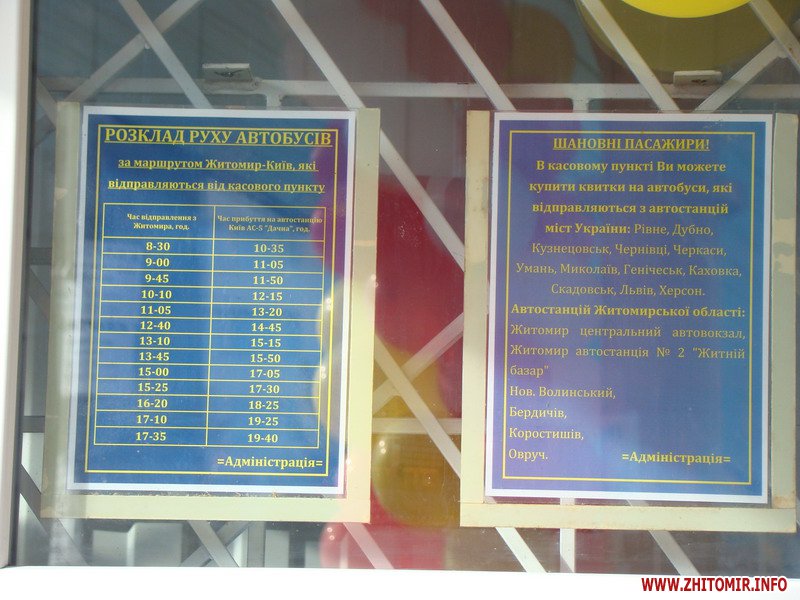 РОЗКЛАД РУХУ АВТОБУСІВ
за маршрутом Житомир-Київ, які
відправляються від касового пункту
Час відправлення з Житомира, год.
Час прибуття на автостанцію Київ АС-5 "Дачна", год.
8-30 10-35
9-00 11-05
9-45 11-50
10-10 12-15
11-05 13-20
12-40 14-45
13-10 15-15
13-45 15-50
15-00 17-05
15-25 17-30
16-20 18-25
17-10 19-25
17-35 19-40
=Адміністрація=
ШАНОВНІ ПАСАЖИРИ!
В касовому пункті Ви можете
купити квитки на автобуси, які
відправляються з автостанцій
міст України: Рівне, Дубно,
Кузнецовськ, Чернівці, Черкаси,
Умань, Миколаїв, Генічеськ, Каховка,
Скадовськ, Львів, Херсон.
Автостанцій Житомирської області:
Житомир центральний автовокзал,
Житомир автостанція № 2 "Житній
базар"
Нов. Волинський,
Бердичів,
Коростишів,
Овруч. =Адміністрація=
WWW.ZHITOMIR.INFO